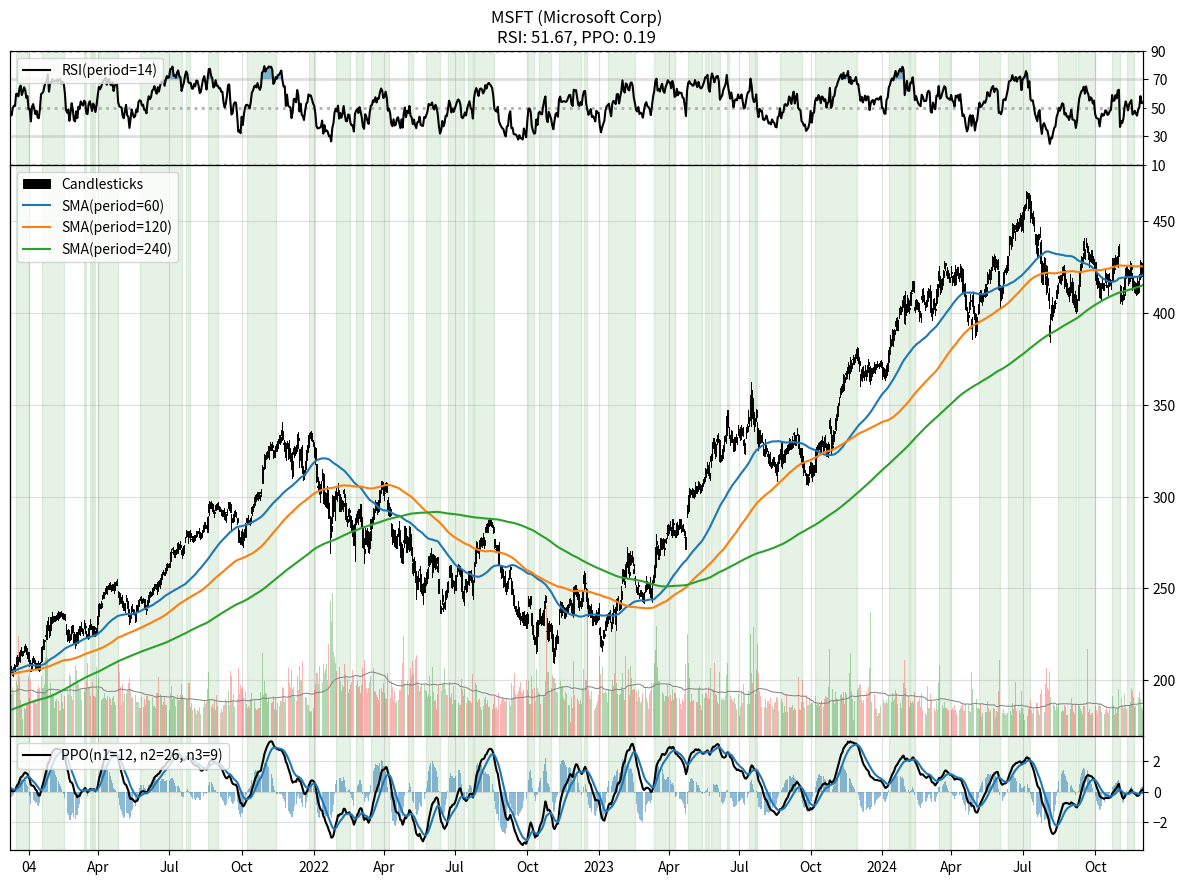 MSFT (Microsoft Corp)
RSI: 51.67, PPO: 0.19
RSI(period=14)
90
70
50
30
10
Candlesticks
SMA(period=60)
SMA(period=120)
SMA(period=240)
450
400
350
300
250
200
PPO(n1=12, n2=26, n3=9)
2
0
−2
04 Apr Jul Oct 2022 Apr Jul Oct 2023 Apr Jul Oct 2024 Apr Jul Oct